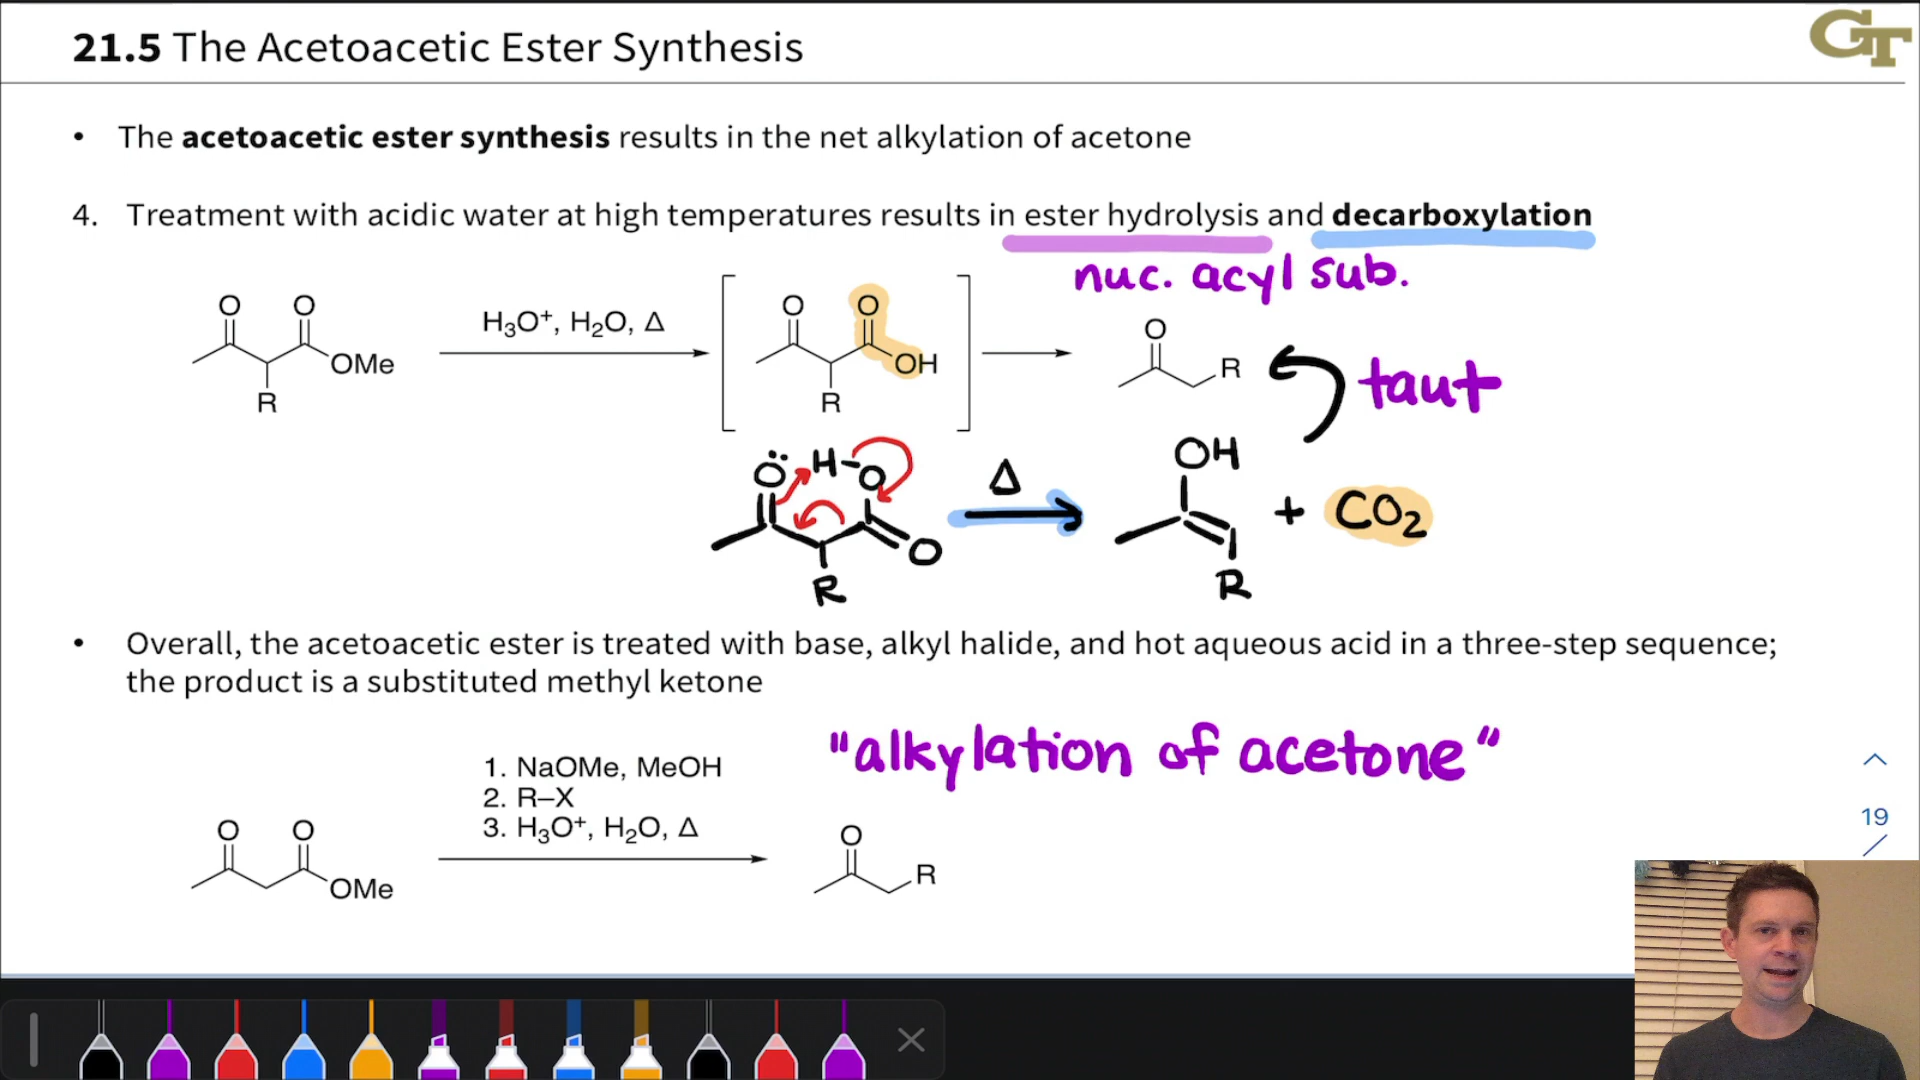 21.5 The Acetoacetic Ester Synthesis
GT
• The acetoacetic ester synthesis results in the net alkylation of acetone
4. Treatment with acidic water at high temperatures results in ester hydrolysis and decarboxylation
nuc. acyl sub.
O O OMe R
H₃O⁺, H₂O, Δ
O O OH R
O R
taut
O H–O O R
Δ
OH R
+ CO₂
• Overall, the acetoacetic ester is treated with base, alkyl halide, and hot aqueous acid in a three-step sequence;
the product is a substituted methyl ketone
"alkylation of acetone"
1. NaOMe, MeOH
2. R–X
3. H₃O⁺, H₂O, Δ
O O OMe
O R
19